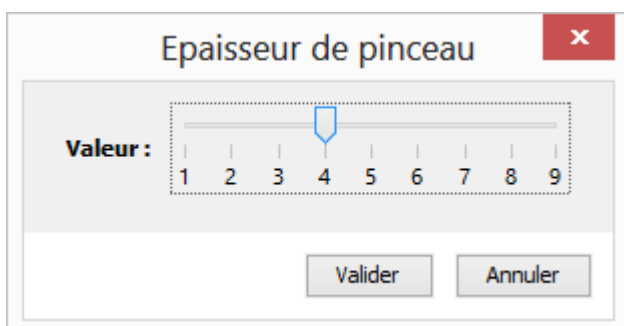 Epaisseur de pinceau
Valeur :
1 2 3 4 5 6 7 8 9
Valider Annuler